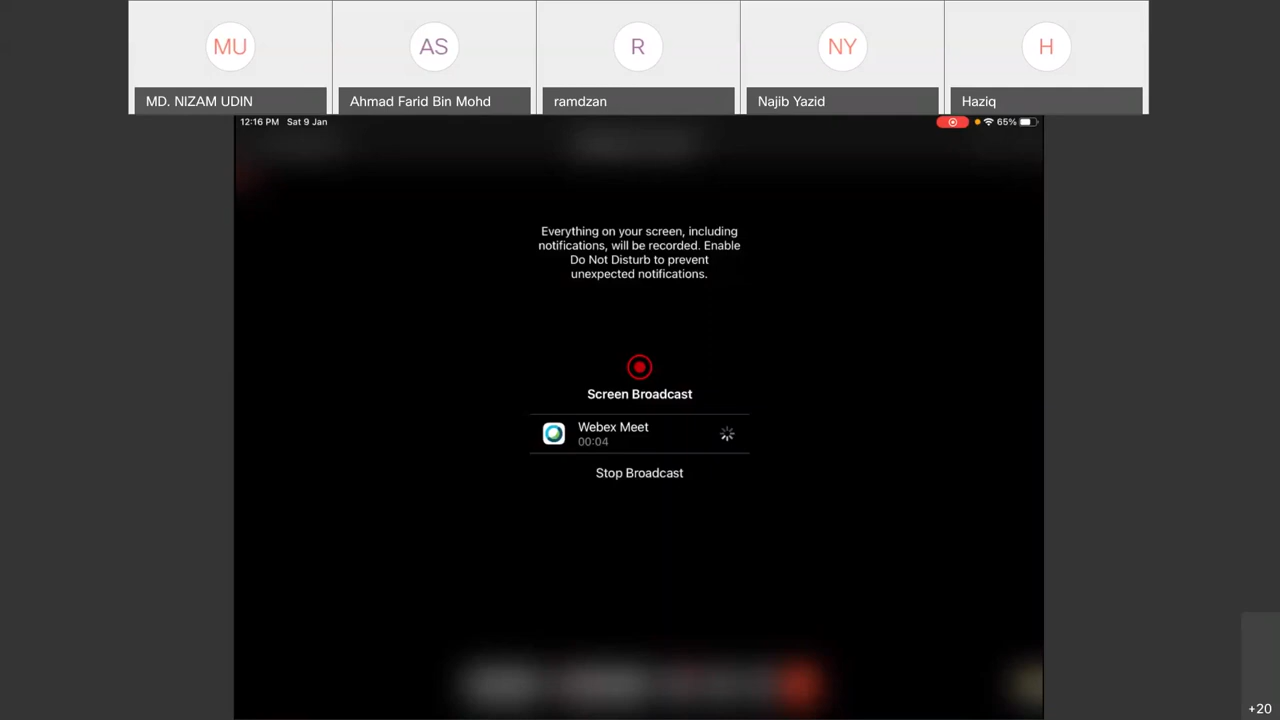 MU
AS
R
NY
H
MD. NIZAM UDIN
Ahmad Farid Bin Mohd
ramdzan
Najib Yazid
Haziq
12:16 PM Sat 9 Jan
65%
Everything on your screen, including
notifications, will be recorded. Enable
Do Not Disturb to prevent
unexpected notifications.
Screen Broadcast
Webex Meet
00:04
Stop Broadcast
+20